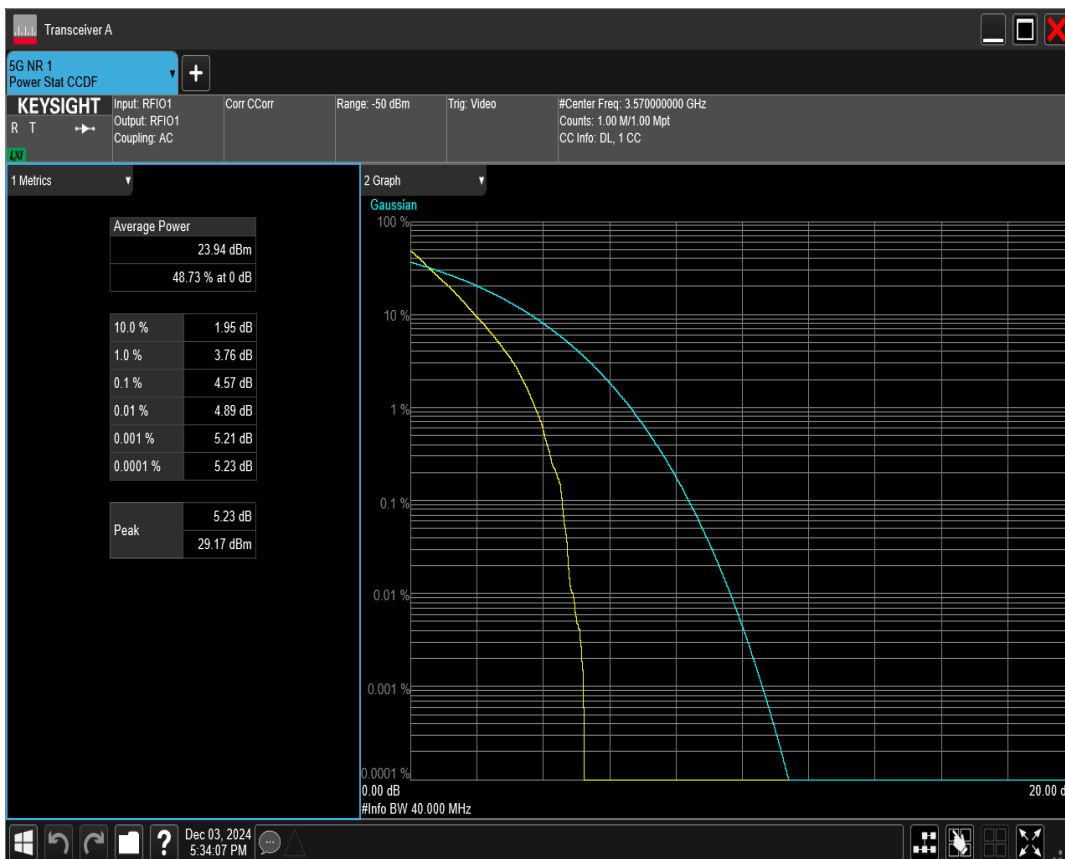 Transceiver A
5G NR 1
Power Stat CCDF
+
KEYSIGHT
R T
LXI
Input: RFIO1
Output: RFIO1
Coupling: AC
Corr CCorr
Range: -50 dBm
Trig: Video
#Center Freq: 3.570000000 GHz
Counts: 1.00 M/1.00 Mpt
CC Info: DL, 1 CC
1 Metrics
Average Power
23.94 dBm
48.73 % at 0 dB
10.0 % 1.95 dB
1.0 % 3.76 dB
0.1 % 4.57 dB
0.01 % 4.89 dB
0.001 % 5.21 dB
0.0001 % 5.23 dB
Peak
5.23 dB
29.17 dBm
2 Graph
Gaussian
100 %
10 %
1 %
0.1 %
0.01 %
0.001 %
0.0001 %
0.00 dB
20.00 d
#Info BW 40.000 MHz
?
Dec 03, 2024
5:34:07 PM